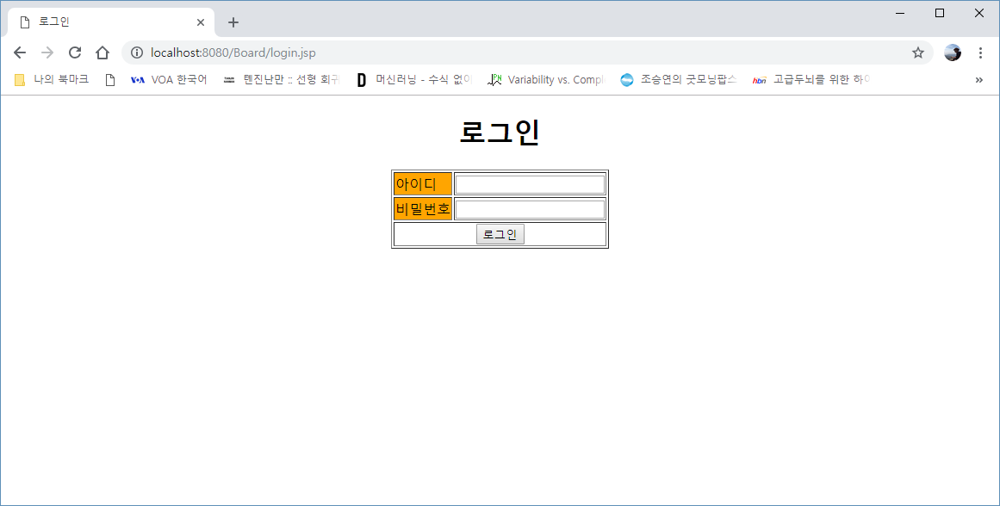 로그인
localhost:8080/Board/login.jsp
나의 북마크 VOA VOA 한국어 텐진난만 :: 선형 회귀 D 머신러닝 - 수식 없이 Variability vs. Compl 조승연의 굿모닝팝스 hbn 고급두뇌를 위한 하이 »
로그인
아이디
비밀번호
로그인